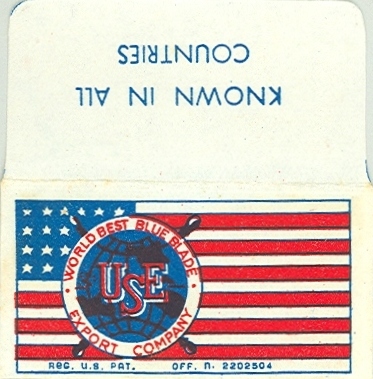 KNOWN IN ALL
COUNTRIES
WORLD BEST BLUE BLADE
USE
EXPORT COMPANY
REG. U.S. PAT. OFF. N. 2202504